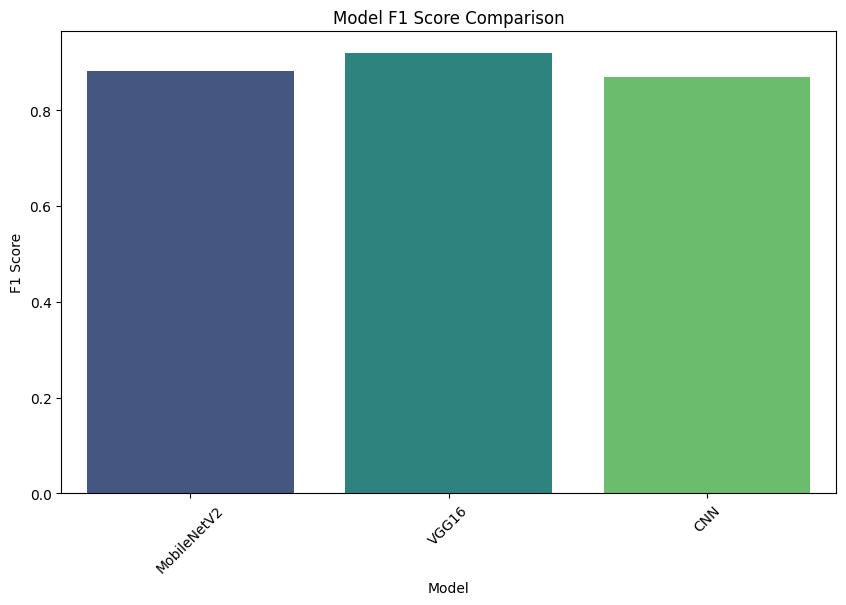 Model F1 Score Comparison
F1 Score
0.8
0.6
0.4
0.2
0.0
MobileNetV2
VGG16
CNN
Model